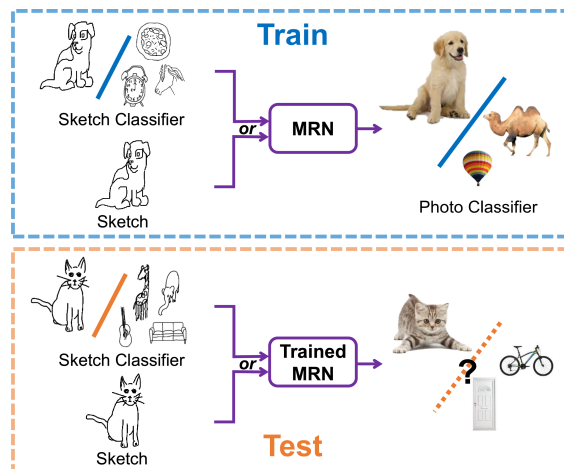 Train
Sketch Classifier
or
MRN
Sketch
Photo Classifier
Sketch Classifier
or
Trained
MRN
?
Sketch
Test